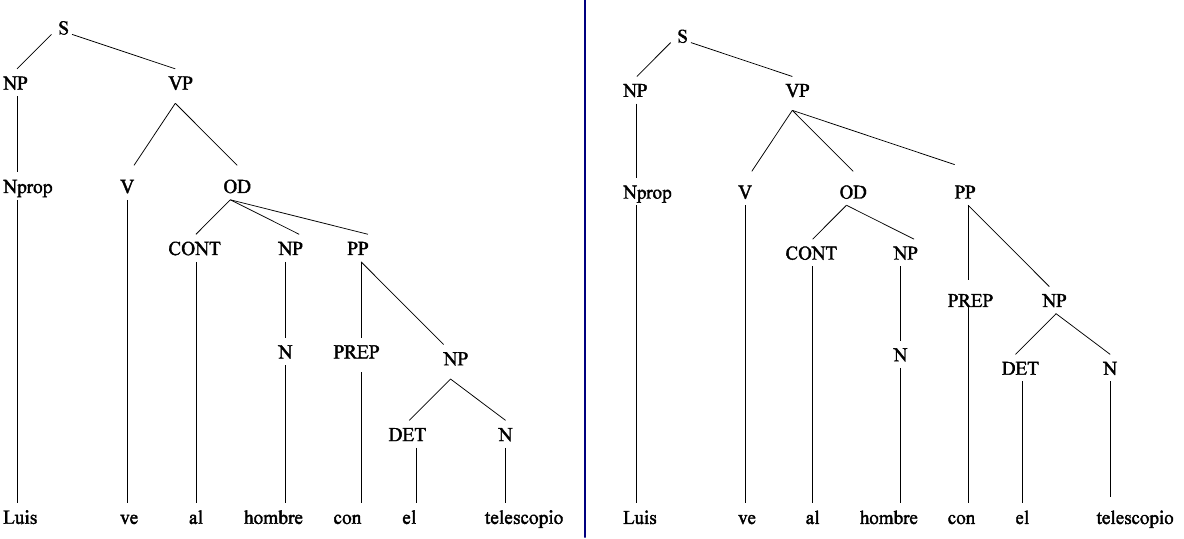 S
NP VP
Nprop V OD
CONT NP PP
N PREP NP
DET N
Luis ve al hombre con el telescopio
S
NP VP
Nprop V OD PP
CONT NP
PREP NP
N DET N
Luis ve al hombre con el telescopio